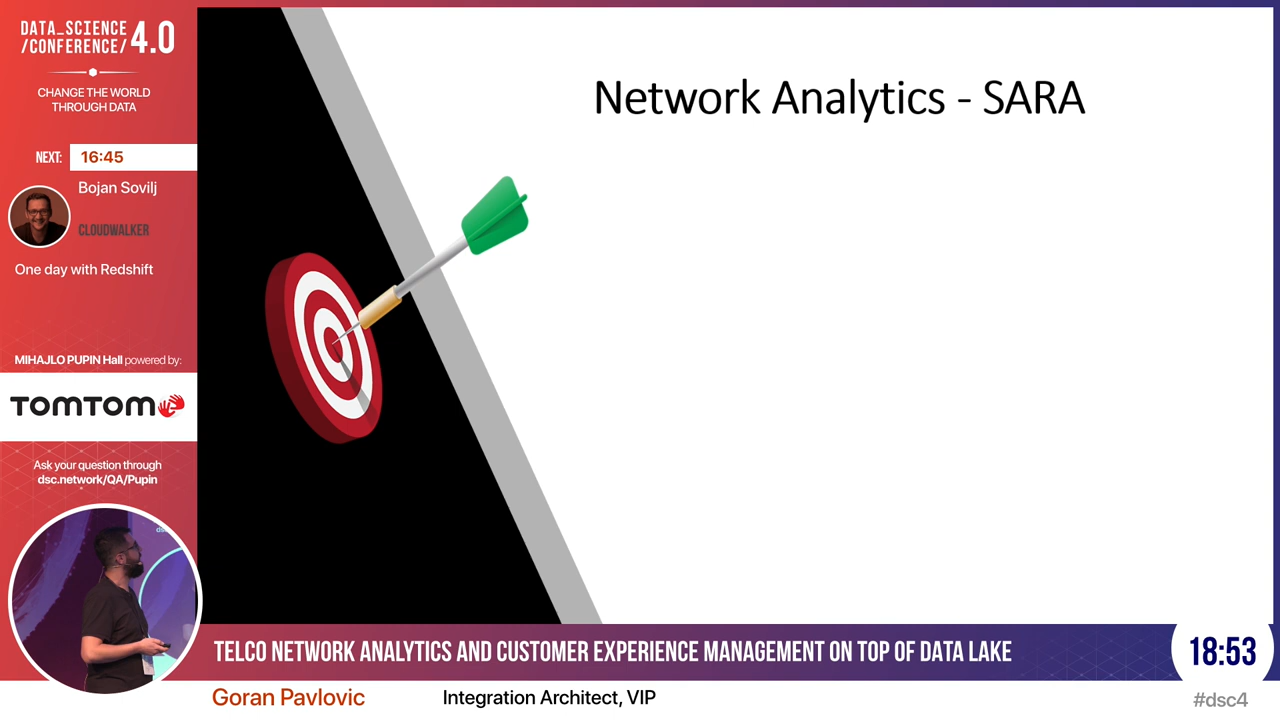 DATA_SCIENCE
/CONFERENCE/ 4.0
CHANGE THE WORLD
THROUGH DATA
NEXT: 16:45
Bojan Sovilj
CLOUDWALKER
One day with Redshift
MIHAJLO PUPIN Hall powered by:
TOMTOM
Ask your question through
dsc.network/QA/Pupin
Network Analytics - SARA
TELCO NETWORK ANALYTICS AND CUSTOMER EXPERIENCE MANAGEMENT ON TOP OF DATA LAKE
18:53
Goran Pavlovic
Integration Architect, VIP
#dsc4